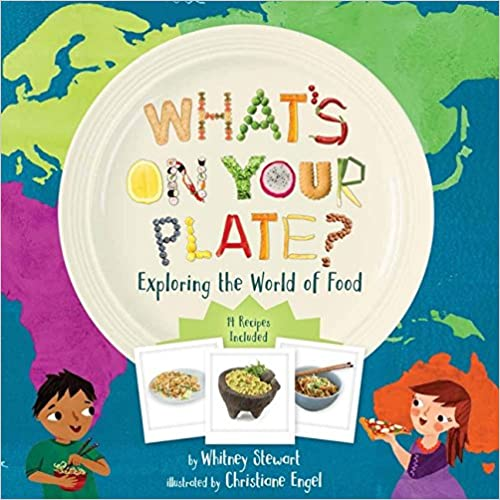 WHAT'S
ON YOUR
PLATE?
Exploring the World of Food
14 Recipes
Included
by Whitney Stewart
illustrated by Christiane Engel